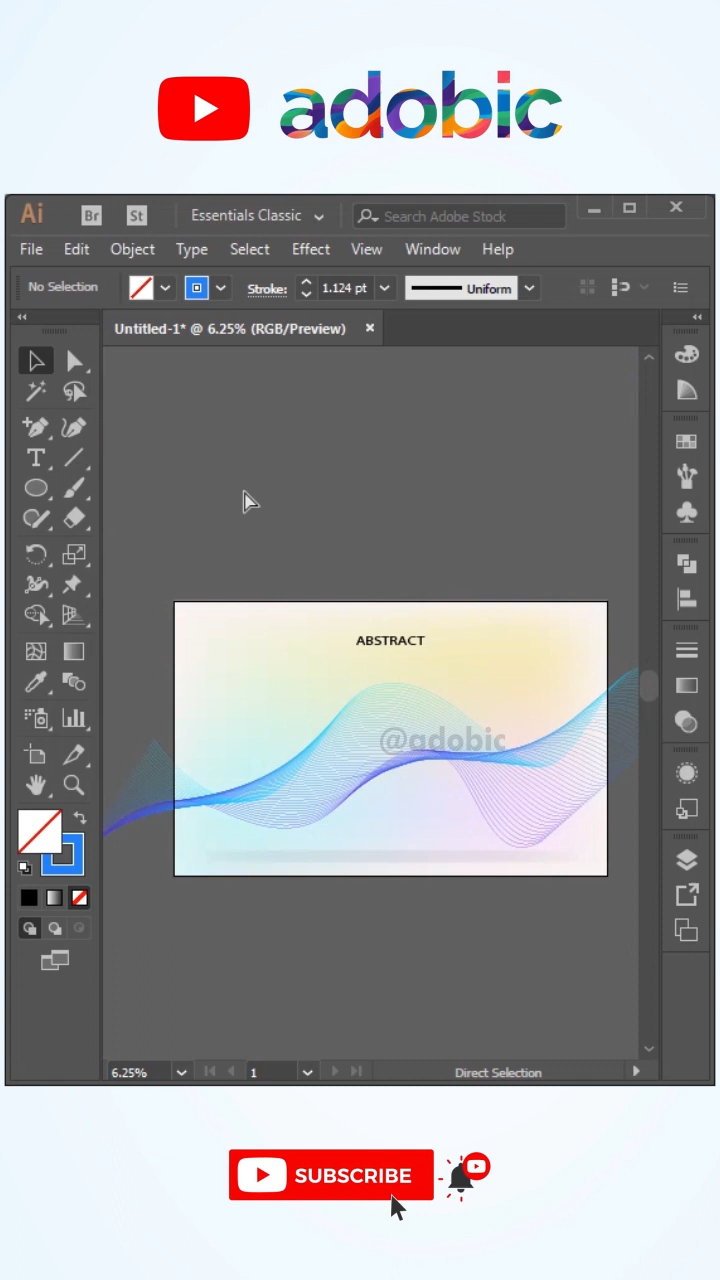 adobic
Ai Br St Essentials Classic Search Adobe Stock
File Edit Object Type Select Effect View Window Help
No Selection Stroke: 1.124 pt Uniform
Untitled-1* @ 6.25% (RGB/Preview) ×
ABSTRACT
@adobic
6.25% 1 Direct Selection
SUBSCRIBE